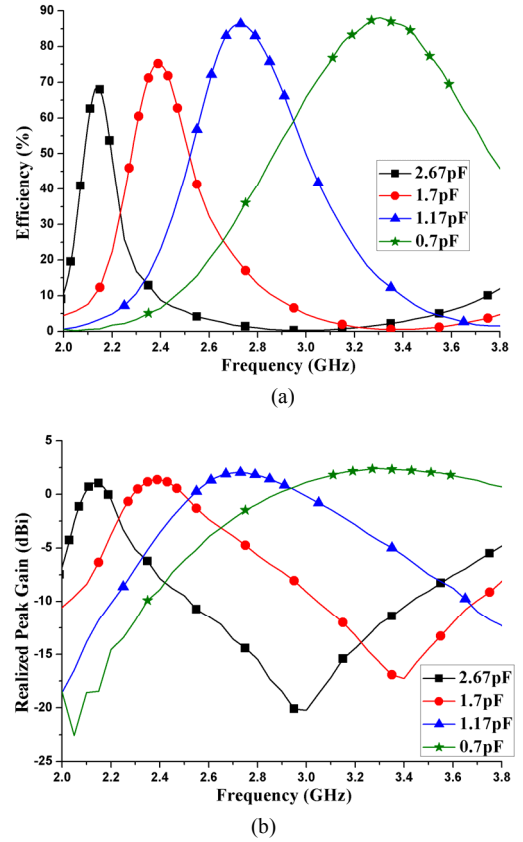 90
80
70
60
50
40
30
20
10
0
Efficiency (%)
2.67pF
1.7pF
1.17pF
0.7pF
2.0 2.2 2.4 2.6 2.8 3.0 3.2 3.4 3.6 3.8
Frequency (GHz)
(a)
5
0
-5
-10
-15
-20
-25
Realized Peak Gain (dBi)
2.67pF
1.7pF
1.17pF
0.7pF
2.0 2.2 2.4 2.6 2.8 3.0 3.2 3.4 3.6 3.8
Frequency (GHz)
(b)